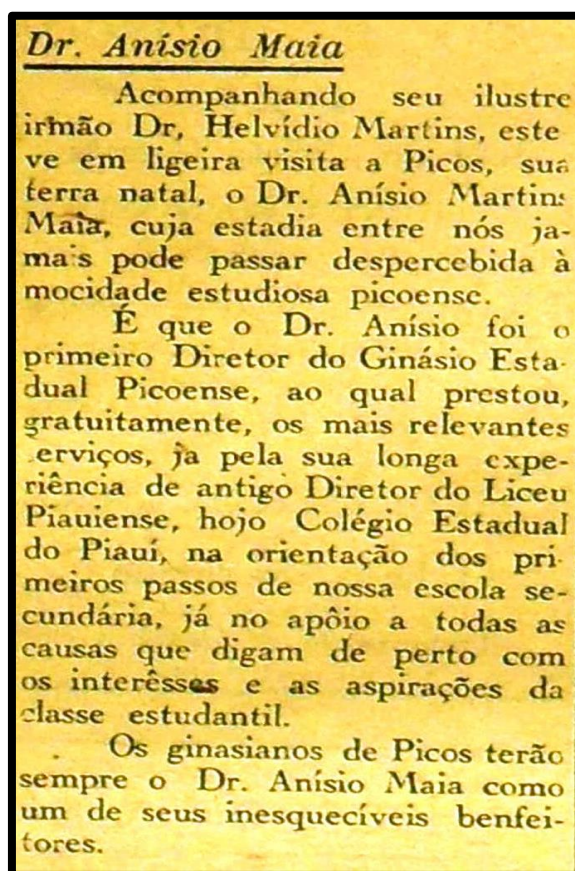 Dr. Anísio Maia
Acompanhando seu ilustre
irmão Dr, Helvídio Martins, este
ve em ligeira visita a Picos, sua
terra natal, o Dr. Anísio Martins
Maia, cuja estadia entre nós ja-
mais pode passar despercebida à
mocidade estudiosa picoense.
É que o Dr. Anísio foi o
primeiro Diretor do Ginásio Esta-
dual Picoense, ao qual prestou,
gratuitamente, os mais relevantes
erviços, ja pela sua longa expe-
riência de antigo Diretor do Liceu
Piauiense, hojo Colégio Estadual
do Piauí, na orientação dos pri-
meiros passos de nossa escola se-
cundária, já no apôio a todas as
causas que digam de perto com
os interêsses e as aspirações da
classe estudantil.
Os ginasianos de Picos terão
sempre o Dr. Anísio Maia como
um de seus inesquecíveis benfei-
tores.